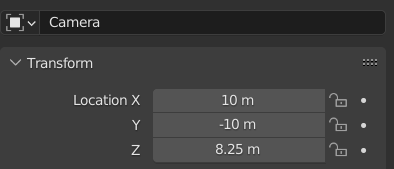 Camera
Transform
Location X 10 m
Y -10 m
Z 8.25 m